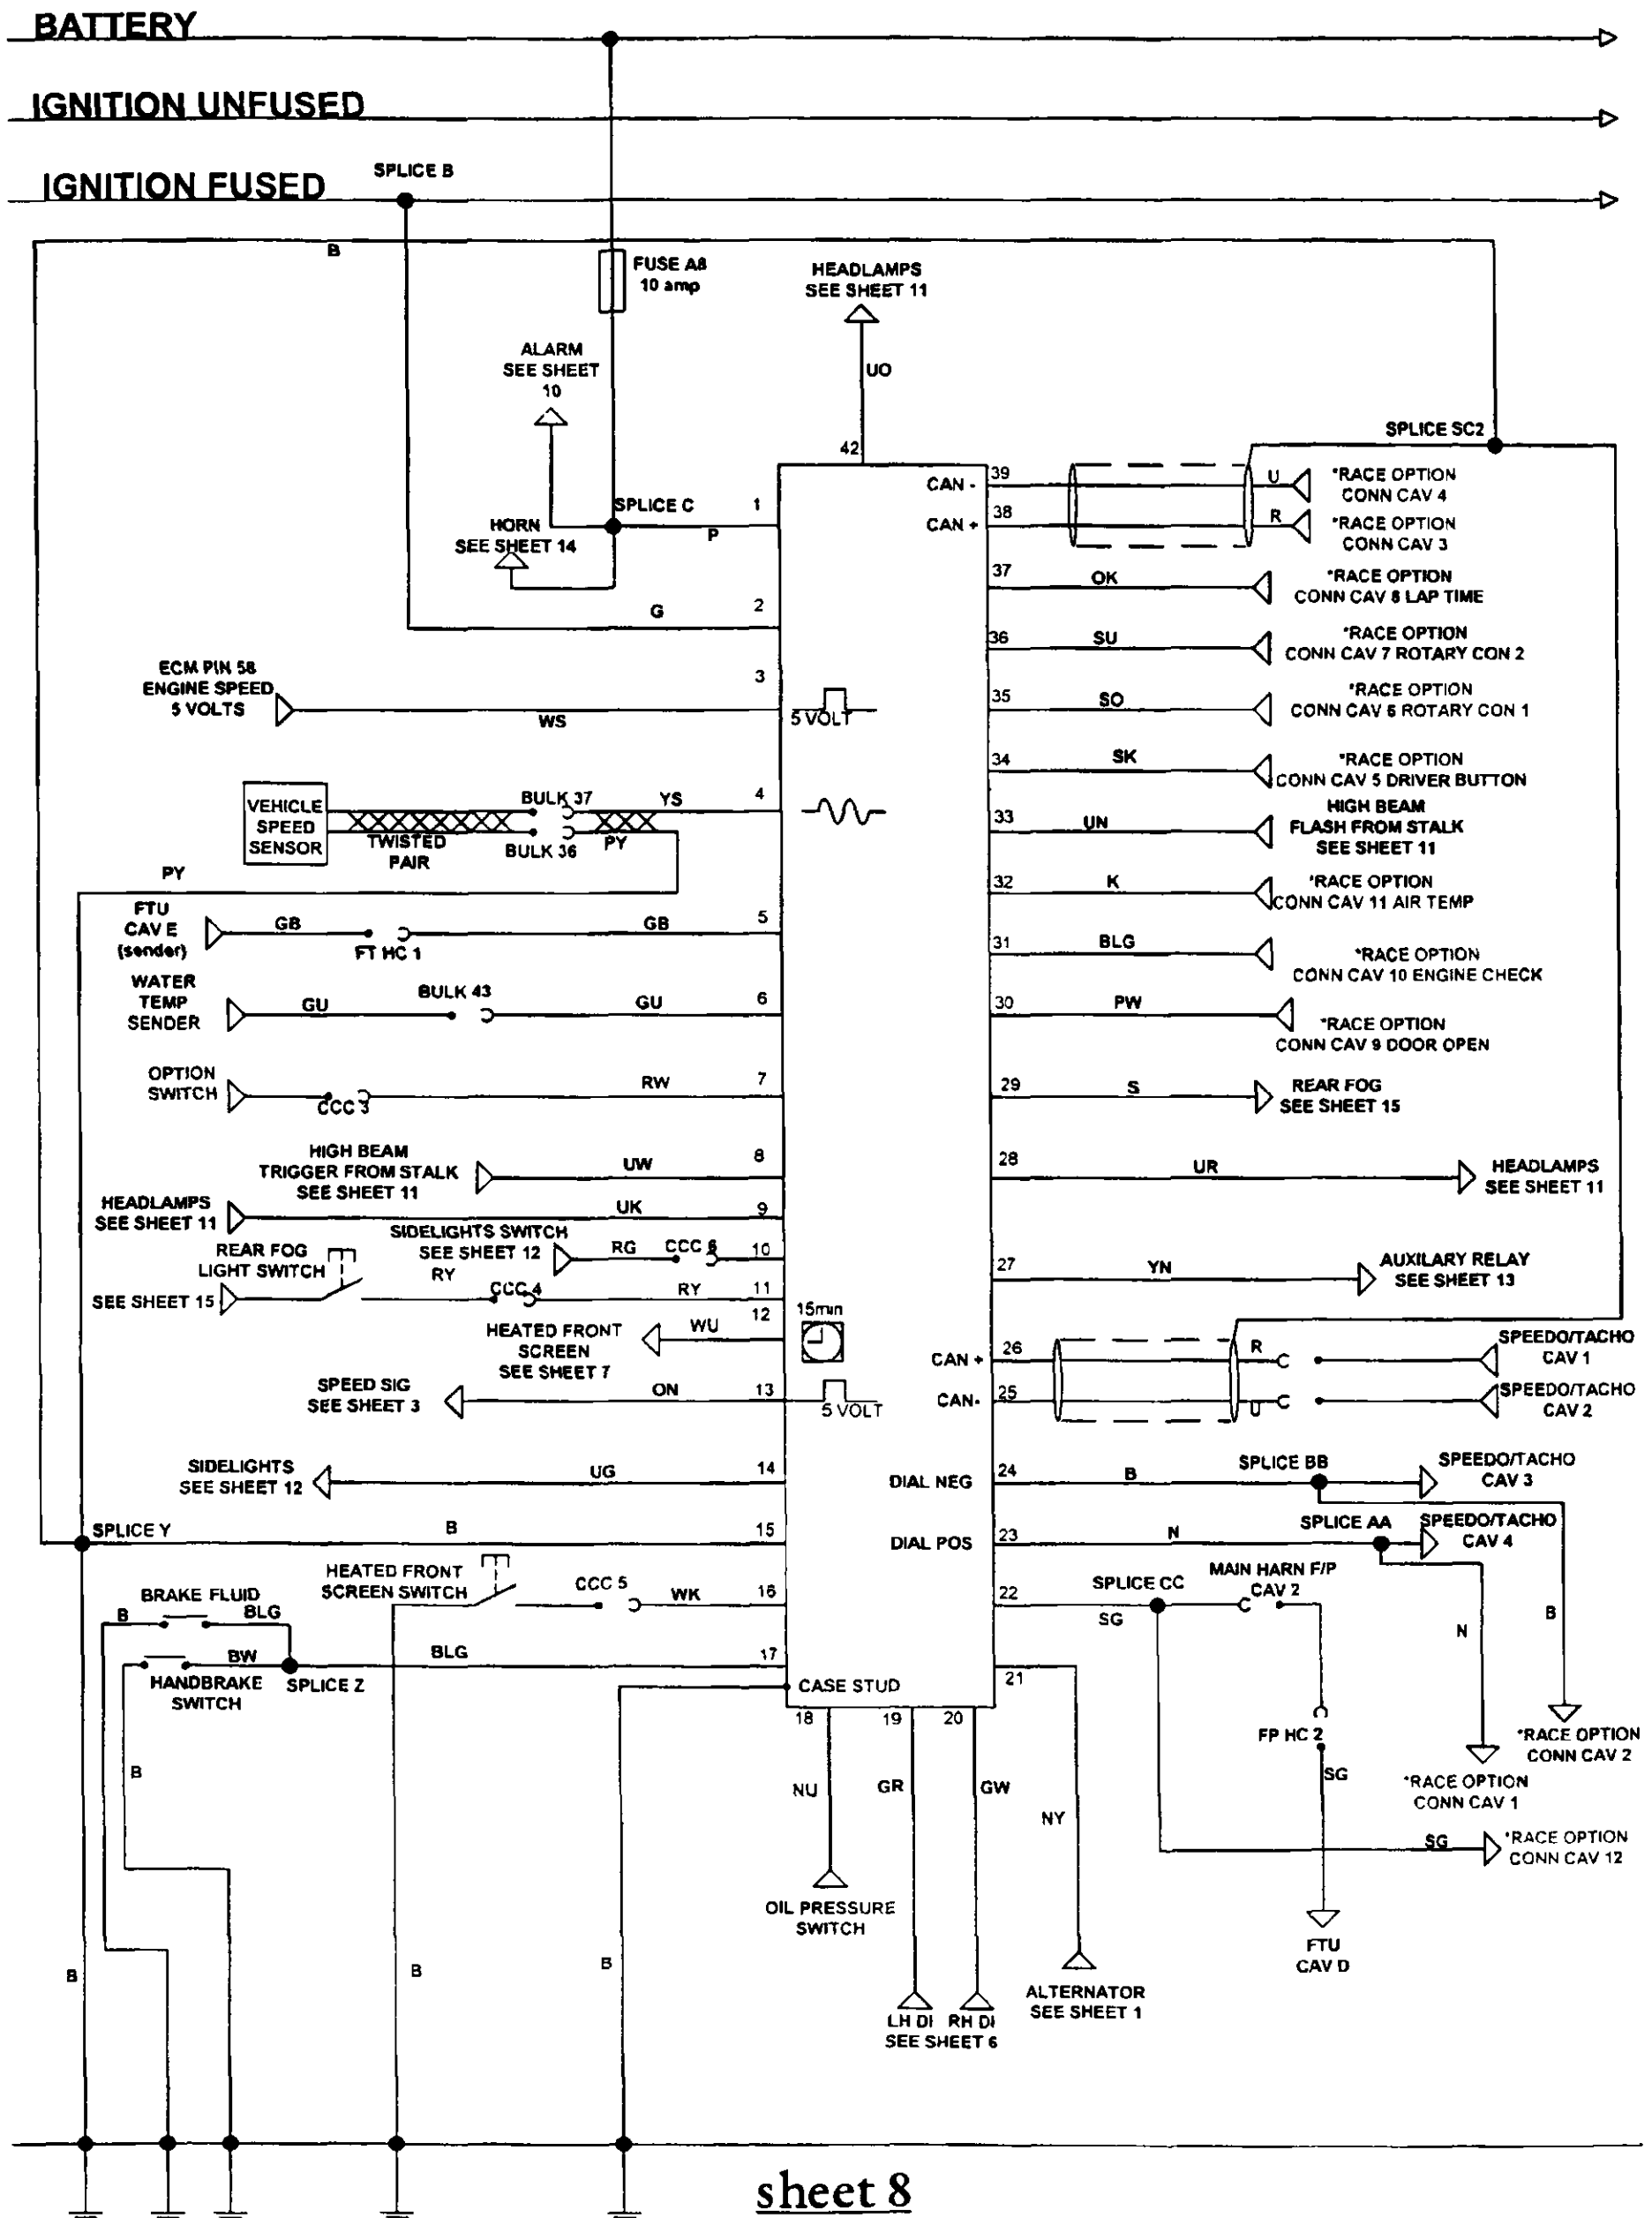 BATTERY
IGNITION UNFUSED
IGNITION FUSED
SPLICE B
B
FUSE A8
10 amp
HEADLAMPS
SEE SHEET 11
UO
42
ALARM
SEE SHEET
10
HORN
SEE SHEET 14
SPLICE C
P
1
G
2
ECM PIN 58
ENGINE SPEED
5 VOLTS
WS
3
5 VOLT
VEHICLE
SPEED
SENSOR
TWISTED
PAIR
BULK 37
BULK 36
YS
PY
4
PY
FTU
CAV E
(sender)
GB
FT HC 1
GB
5
WATER
TEMP
SENDER
GU
BULK 43
GU
6
OPTION
SWITCH
CCC 3
RW
7
HIGH BEAM
TRIGGER FROM STALK
SEE SHEET 11
UW
8
HEADLAMPS
SEE SHEET 11
UK
9
SIDELIGHTS SWITCH
SEE SHEET 12
RG
CCC 6
10
REAR FOG
LIGHT SWITCH
SEE SHEET 15
RY
CCC 4
RY
11
12
15min
HEATED FRONT
SCREEN
SEE SHEET 7
WU
SPEED SIG
SEE SHEET 3
ON
13
5 VOLT
SIDELIGHTS
SEE SHEET 12
UG
14
SPLICE Y
B
15
HEATED FRONT
SCREEN SWITCH
CCC 5
WK
16
BRAKE FLUID
B
BLG
BW
HANDBRAKE
SWITCH
SPLICE Z
BLG
17
CASE STUD
18
19
20
21
SPLICE SC2
CAN -
39
U
*RACE OPTION
CONN CAV 4
CAN +
38
R
*RACE OPTION
CONN CAV 3
37
OK
*RACE OPTION
CONN CAV 8 LAP TIME
36
SU
*RACE OPTION
CONN CAV 7 ROTARY CON 2
35
SO
*RACE OPTION
CONN CAV 6 ROTARY CON 1
34
SK
*RACE OPTION
CONN CAV 5 DRIVER BUTTON
33
UN
HIGH BEAM
FLASH FROM STALK
SEE SHEET 11
32
K
*RACE OPTION
CONN CAV 11 AIR TEMP
31
BLG
*RACE OPTION
CONN CAV 10 ENGINE CHECK
30
PW
*RACE OPTION
CONN CAV 9 DOOR OPEN
29
S
REAR FOG
SEE SHEET 15
28
UR
HEADLAMPS
SEE SHEET 11
27
YN
AUXILARY RELAY
SEE SHEET 13
CAN +
26
R
SPEEDO/TACHO
CAV 1
CAN-
25
U
SPEEDO/TACHO
CAV 2
DIAL NEG
24
B
SPLICE BB
SPEEDO/TACHO
CAV 3
DIAL POS
23
N
SPLICE AA
SPEEDO/TACHO
CAV 4
22
SG
SPLICE CC
MAIN HARN F/P
CAV 2
N
B
FP HC 2
SG
*RACE OPTION
CONN CAV 2
*RACE OPTION
CONN CAV 1
SG
*RACE OPTION
CONN CAV 12
FTU
CAV D
B
B
B
B
NU
GR
GW
NY
OIL PRESSURE
SWITCH
LH DI
RH DI
SEE SHEET 6
ALTERNATOR
SEE SHEET 1
sheet 8